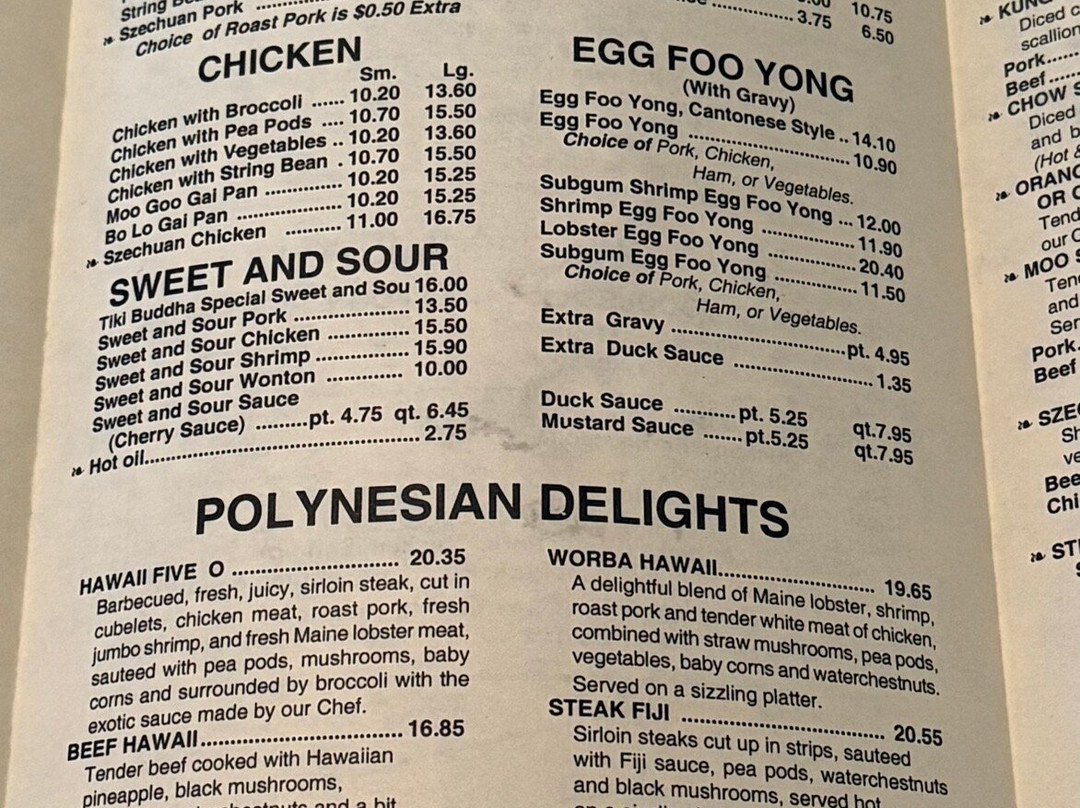 String
Szechuan Pork
Choice of Roast Pork is $0.50 Extra
CHICKEN
Sm. Lg.
Chicken with Broccoli ...... 10.20 13.60
Chicken with Pea Pods .... 10.70 15.50
Chicken with Vegetables .. 10.20 13.60
Chicken with String Bean . 10.70 15.50
Moo Goo Gai Pan .............. 10.20 15.25
Bo Lo Gai Pan ................... 10.20 15.25
❧ Szechuan Chicken .......... 11.00 16.75
SWEET AND SOUR
Tiki Buddha Special Sweet and Sou 16.00
Sweet and Sour Pork ..................... 13.50
Sweet and Sour Chicken ............... 15.50
Sweet and Sour Shrimp ................. 15.90
Sweet and Sour Wonton .............. 10.00
Sweet and Sour Sauce
(Cherry Sauce) .........pt. 4.75 qt. 6.45
❧ Hot oil.................................................. 2.75
10.75
............... 3.75 6.50
EGG FOO YONG
(With Gravy)
Egg Foo Yong, Cantonese Style .. 14.10
Egg Foo Yong .............................. 10.90
Choice of Pork, Chicken,
Ham, or Vegetables.
Subgum Shrimp Egg Foo Yong ... 12.00
Shrimp Egg Foo Yong ................. 11.90
Lobster Egg Foo Yong ................ 20.40
Subgum Egg Foo Yong .............. 11.50
Choice of Pork, Chicken,
Ham, or Vegetables.
Extra Gravy ................................pt. 4.95
Extra Duck Sauce .......................... 1.35
Duck Sauce ........... pt. 5.25 qt.7.95
Mustard Sauce ....... pt.5.25 qt.7.95
POLYNESIAN DELIGHTS
HAWAII FIVE O ............................... 20.35
Barbecued, fresh, juicy, sirloin steak, cut in
cubelets, chicken meat, roast pork, fresh
jumbo shrimp, and fresh Maine lobster meat,
sauteed with pea pods, mushrooms, baby
corns and surrounded by broccoli with the
exotic sauce made by our Chef.
BEEF HAWAII..................................... 16.85
Tender beef cooked with Hawaiian
pineapple, black mushrooms,
and a bit
WORBA HAWAII............................. 19.65
A delightful blend of Maine lobster, shrimp,
roast pork and tender white meat of chicken,
combined with straw mushrooms, pea pods,
vegetables, baby corns and waterchestnuts.
Served on a sizzling platter.
STEAK FIJI ..................................... 20.55
Sirloin steaks cut up in strips, sauteed
with Fiji sauce, pea pods, waterchestnuts
and black mushrooms, served hot
❧ KUNG
Diced
scallion
Pork......
Beef......
❧ CHOW
Diced
and
(Hot &
❧
OR
Tend
our
❧ MOO
and
Pork.
Beef
❧
Bee
Chi
❧